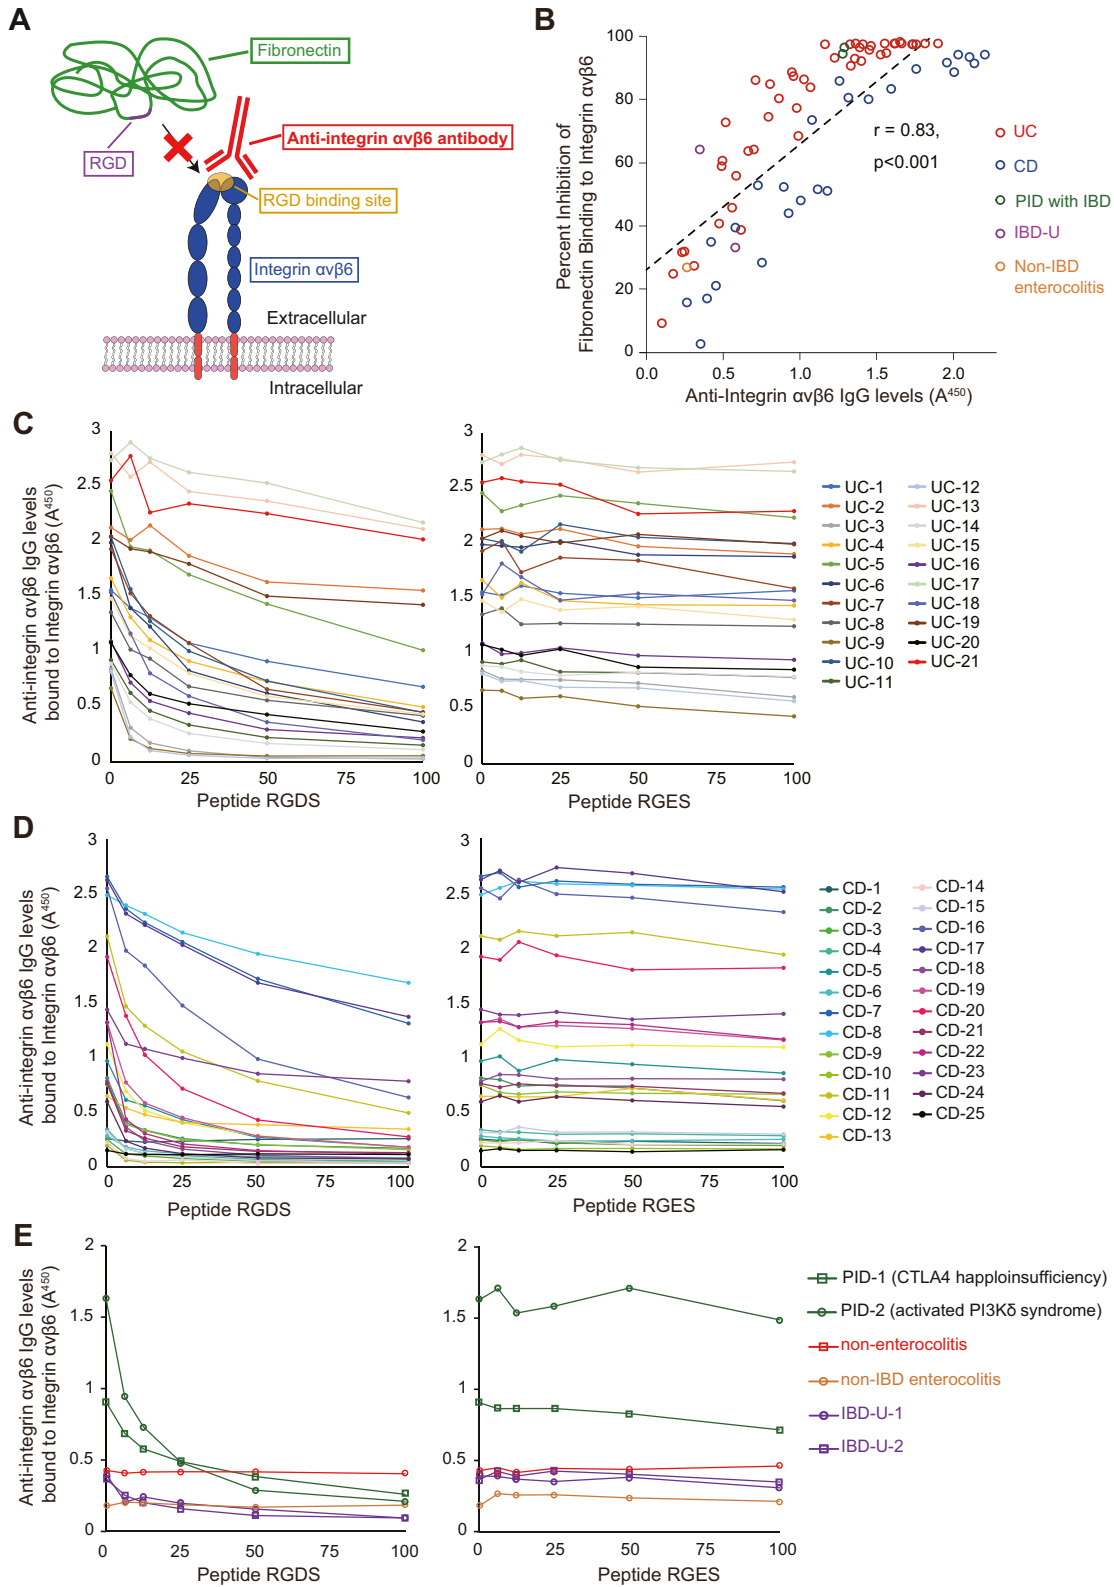 A
Fibronectin
RGD
Anti-integrin αvβ6 antibody
RGD binding site
Integrin αvβ6
Extracellular
Intracellular
B
Percent Inhibition of
Fibronectin Binding to Integrin αvβ6
100
80
60
40
20
0
0.0
0.5
1.0
1.5
2.0
Anti-Integrin αvβ6 IgG levels (A450)
r = 0.83,
p<0.001
UC
CD
PID with IBD
IBD-U
Non-IBD
enterocolitis
C
Anti-integrin αvβ6 IgG levels
bound to Integrin αvβ6 (A450)
3
2.5
2
1.5
1
0.5
0
0
25
50
75
100
Peptide RGDS
3
2.5
2
1.5
1
0.5
0
0
25
50
75
100
Peptide RGES
UC-1
UC-2
UC-3
UC-4
UC-5
UC-6
UC-7
UC-8
UC-9
UC-10
UC-11
UC-12
UC-13
UC-14
UC-15
UC-16
UC-17
UC-18
UC-19
UC-20
UC-21
D
Anti-integrin αvβ6 IgG levels
bound to Integrin αvβ6 (A450)
3
2.5
2
1.5
1
0.5
0
0
25
50
75
100
Peptide RGDS
3
2.5
2
1.5
1
0.5
0
0
25
50
75
100
Peptide RGES
CD-1
CD-2
CD-3
CD-4
CD-5
CD-6
CD-7
CD-8
CD-9
CD-10
CD-11
CD-12
CD-13
CD-14
CD-15
CD-16
CD-17
CD-18
CD-19
CD-20
CD-21
CD-22
CD-23
CD-24
CD-25
E
Anti-integrin αvβ6 IgG levels
bound to Integrin αvβ6 (A450)
2
1.5
1
0.5
0
0
25
50
75
100
Peptide RGDS
2
1.5
1
0.5
0
0
25
50
75
100
Peptide RGES
PID-1 (CTLA4 happloinsufficiency)
PID-2 (activated PI3Kδ syndrome)
non-enterocolitis
non-IBD enterocolitis
IBD-U-1
IBD-U-2